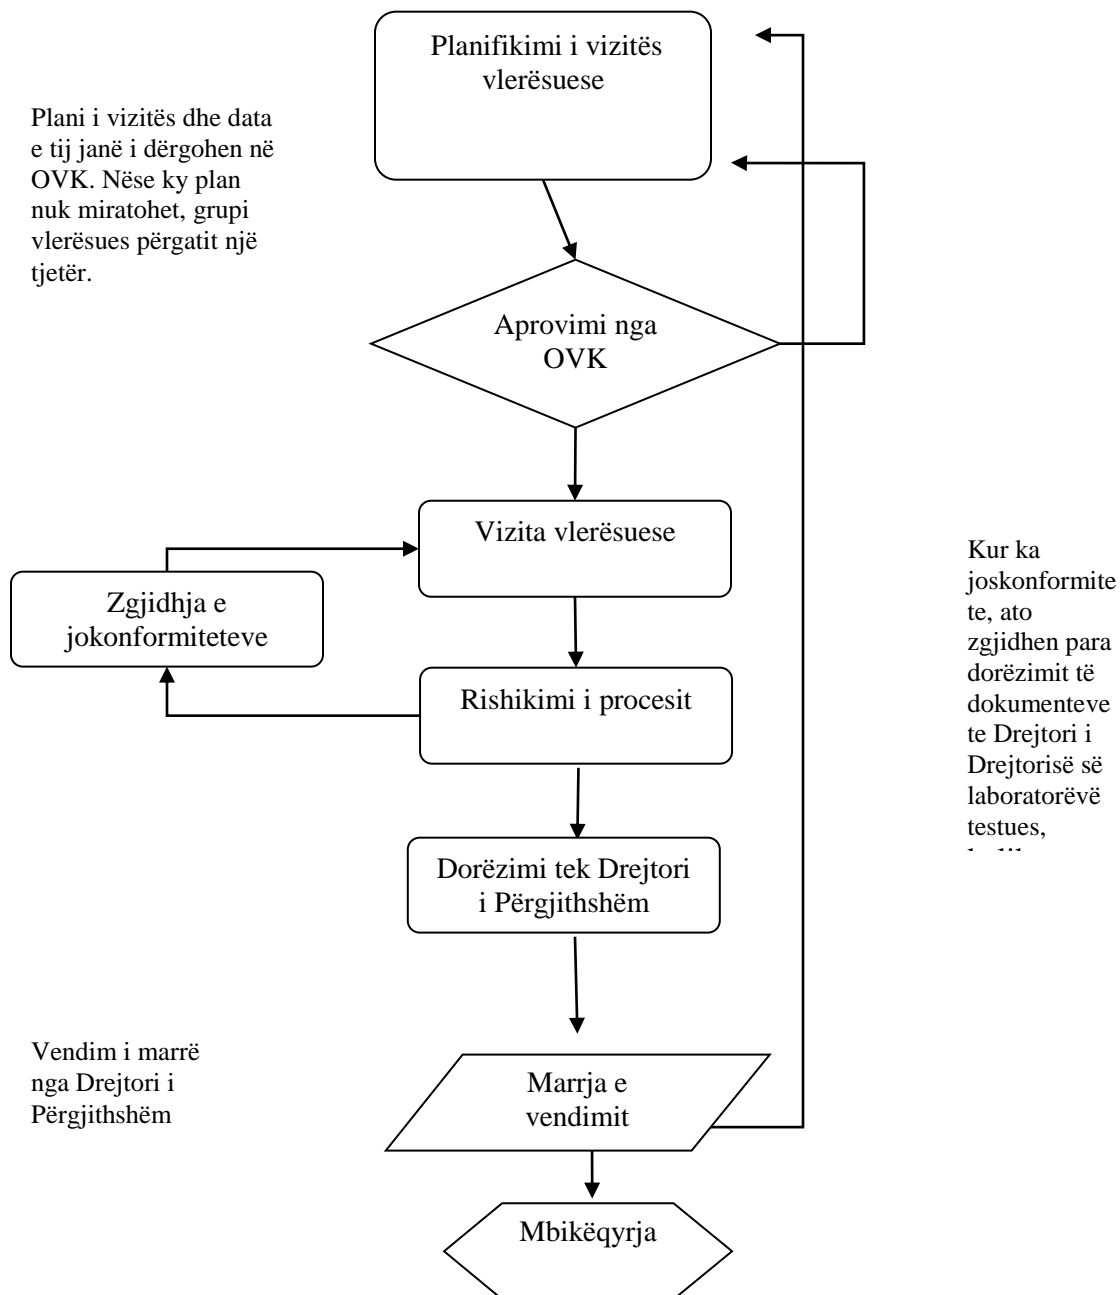 Planifikimi i vizitës
vlerësuese
Plani i vizitës dhe data
e tij janë i dërgohen në
OVK. Nëse ky plan
nuk miratohet, grupi
vlerësues përgatit një
tjetër.
Aprovimi nga
OVK
Vizita vlerësuese
Zgjidhja e
jokonformiteteve
Rishikimi i procesit
Kur ka
joskonformite
te, ato
zgjidhen para
dorëzimit të
dokumenteve
te Drejtori i
Drejtorisë së
laboratorëvë
testues,
Dorëzimi tek Drejtori
i Përgjithshëm
Vendim i marrë
nga Drejtori i
Përgjithshëm
Marrja e
vendimit
Mbikëqyrja